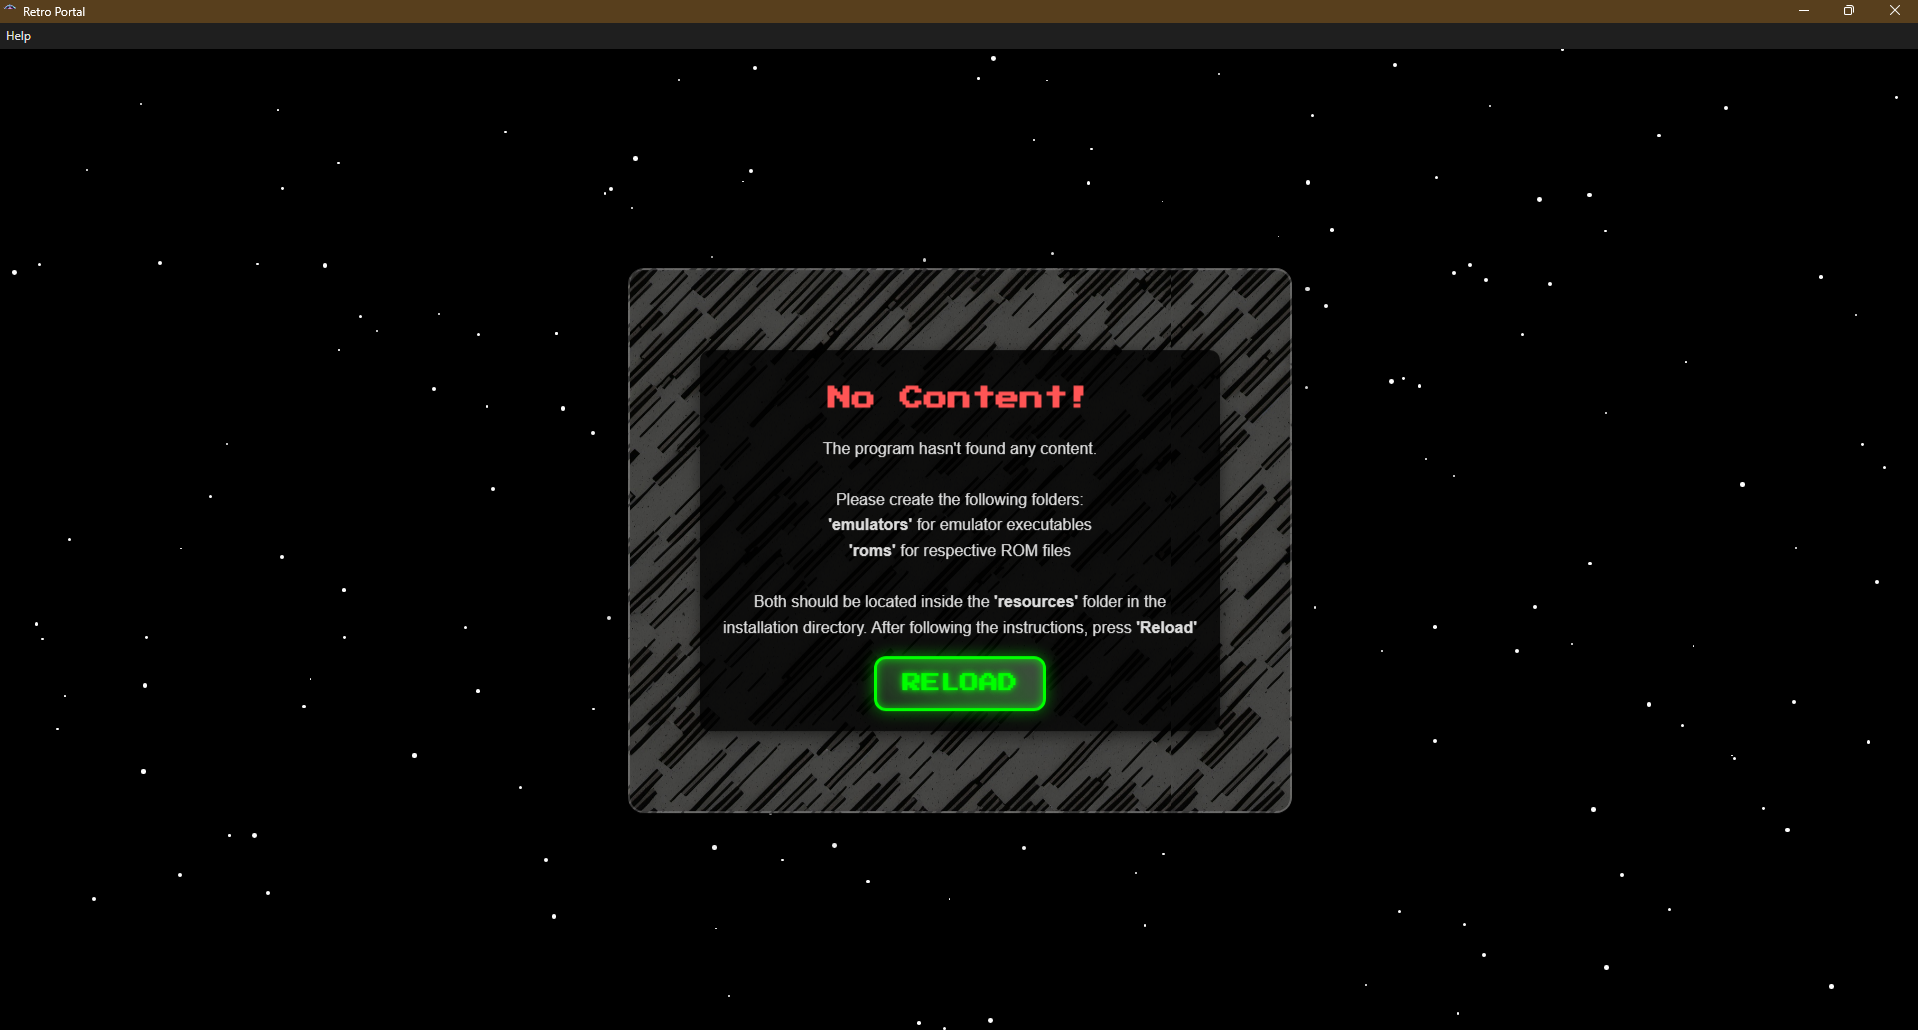 Retro Portal
Help
No Content!
The program hasn't found any content.
Please create the following folders:
'emulators' for emulator executables
'roms' for respective ROM files
Both should be located inside the 'resources' folder in the
installation directory. After following the instructions, press 'Reload'
RELOAD